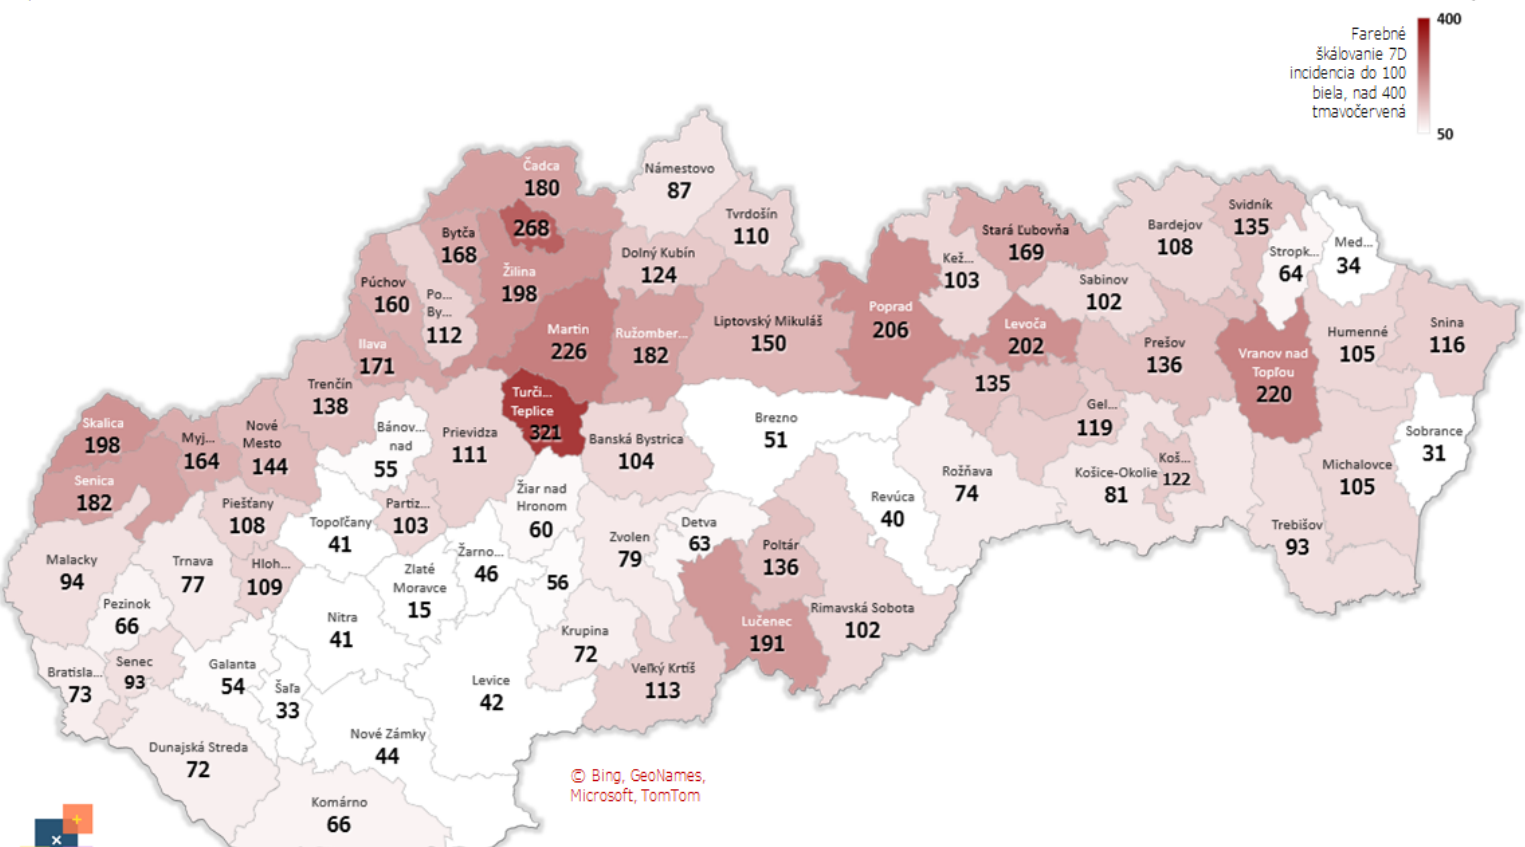 400
Farebné
škálovanie 7D
incidencia do 100
biela, nad 400
tmavočervená
50
Čadca
180
Námestovo
87
268
Bytča
168
Tvrdošín
110
Svidník
135
Bardejov
108
Stará Ľubovňa
169
Med...
34
Stropk...
64
Dolný Kubín
124
Žilina
198
Kež...
103
Sabinov
102
Púchov
160
Po...
By...
112
Poprad
206
Liptovský Mikuláš
150
Martin
226
Ružomber...
182
Levoča
202
Snina
116
Humenné
105
Ilava
171
Prešov
136
Vranov nad
Topľou
220
135
Trenčín
138
Turči...
Teplice
321
Gel...
119
Skalica
198
Brezno
51
Nové
Mesto
144
Myj...
164
Bánov...
nad
55
Prievidza
111
Banská Bystrica
104
Sobrance
31
Koš...
122
Michalovce
105
Rožňava
74
Košice-Okolie
81
Senica
182
Žiar nad
Hronom
60
Revúca
40
Piešťany
108
Partiz...
103
Topoľčany
41
Detva
63
Trebišov
93
Zvolen
79
Poltár
136
Žarno...
46
Malacky
94
Trnava
77
Hloh...
109
Zlaté
Moravce
15
56
Pezinok
66
Rimavská Sobota
102
Nitra
41
Lučenec
191
Krupina
72
Senec
93
Galanta
54
Bratisla...
73
Veľký Krtíš
113
Levice
42
Šaľa
33
Nové Zámky
44
Dunajská Streda
72
© Bing, GeoNames,
Microsoft, TomTom
Komárno
66